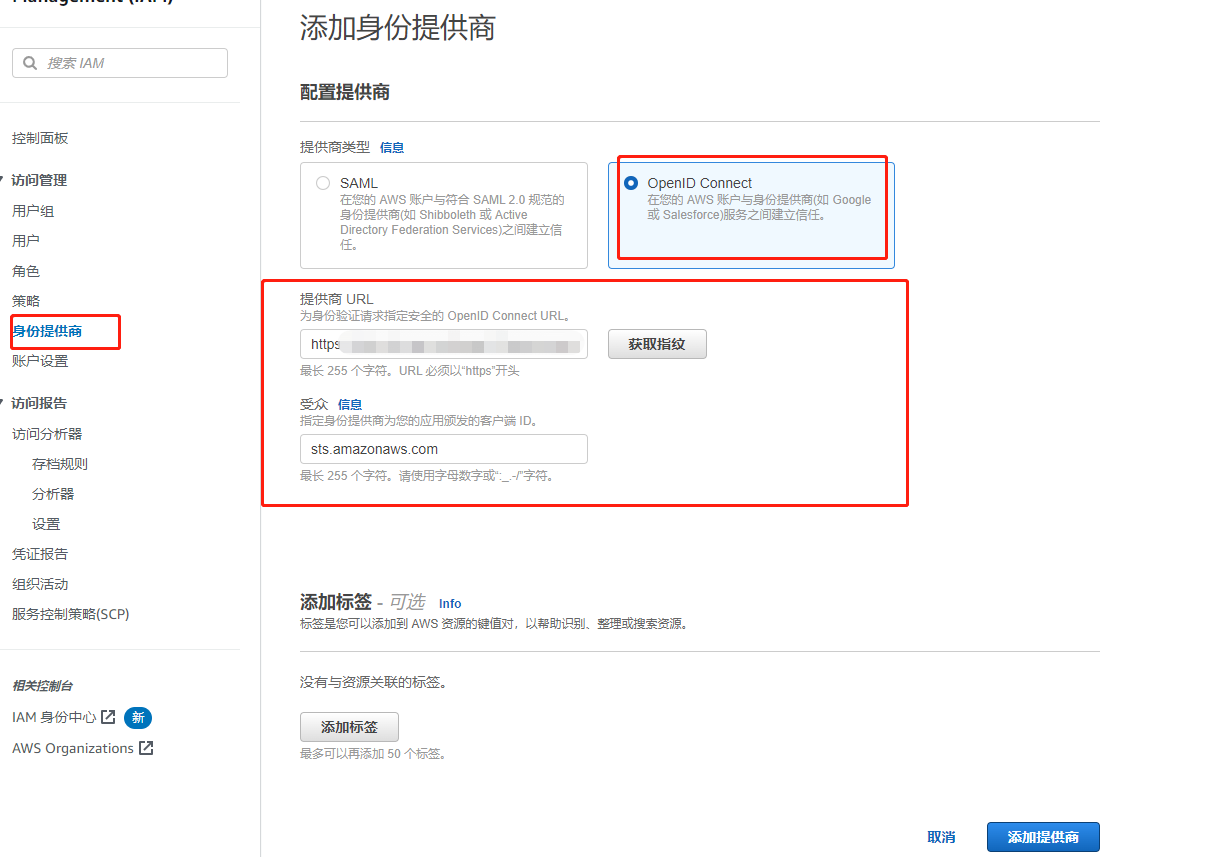 Management (IAM)
搜索 IAM
控制面板
访问管理
用户组
用户
角色
策略
身份提供商
账户设置
访问报告
访问分析器
存档规则
分析器
设置
凭证报告
组织活动
服务控制策略(SCP)
相关控制台
IAM 身份中心 新
AWS Organizations
添加身份提供商
配置提供商
提供商类型 信息
SAML
在您的 AWS 账户与符合 SAML 2.0 规范的
身份提供商(如 Shibboleth 或 Active
Directory Federation Services)之间建立信
任。
OpenID Connect
在您的 AWS 账户与身份提供商(如 Google
或 Salesforce)服务之间建立信任。
提供商 URL
为身份验证请求指定安全的 OpenID Connect URL。
https
获取指纹
最长 255 个字符。URL 必须以“https”开头
受众 信息
指定身份提供商为您的应用颁发的客户端 ID。
sts.amazonaws.com
最长 255 个字符。请使用字母数字或“:_.-/”字符。
添加标签 - 可选 Info
标签是您可以添加到 AWS 资源的键值对，以帮助识别、整理或搜索资源。
没有与资源关联的标签。
添加标签
最多可以再添加 50 个标签。
取消
添加提供商